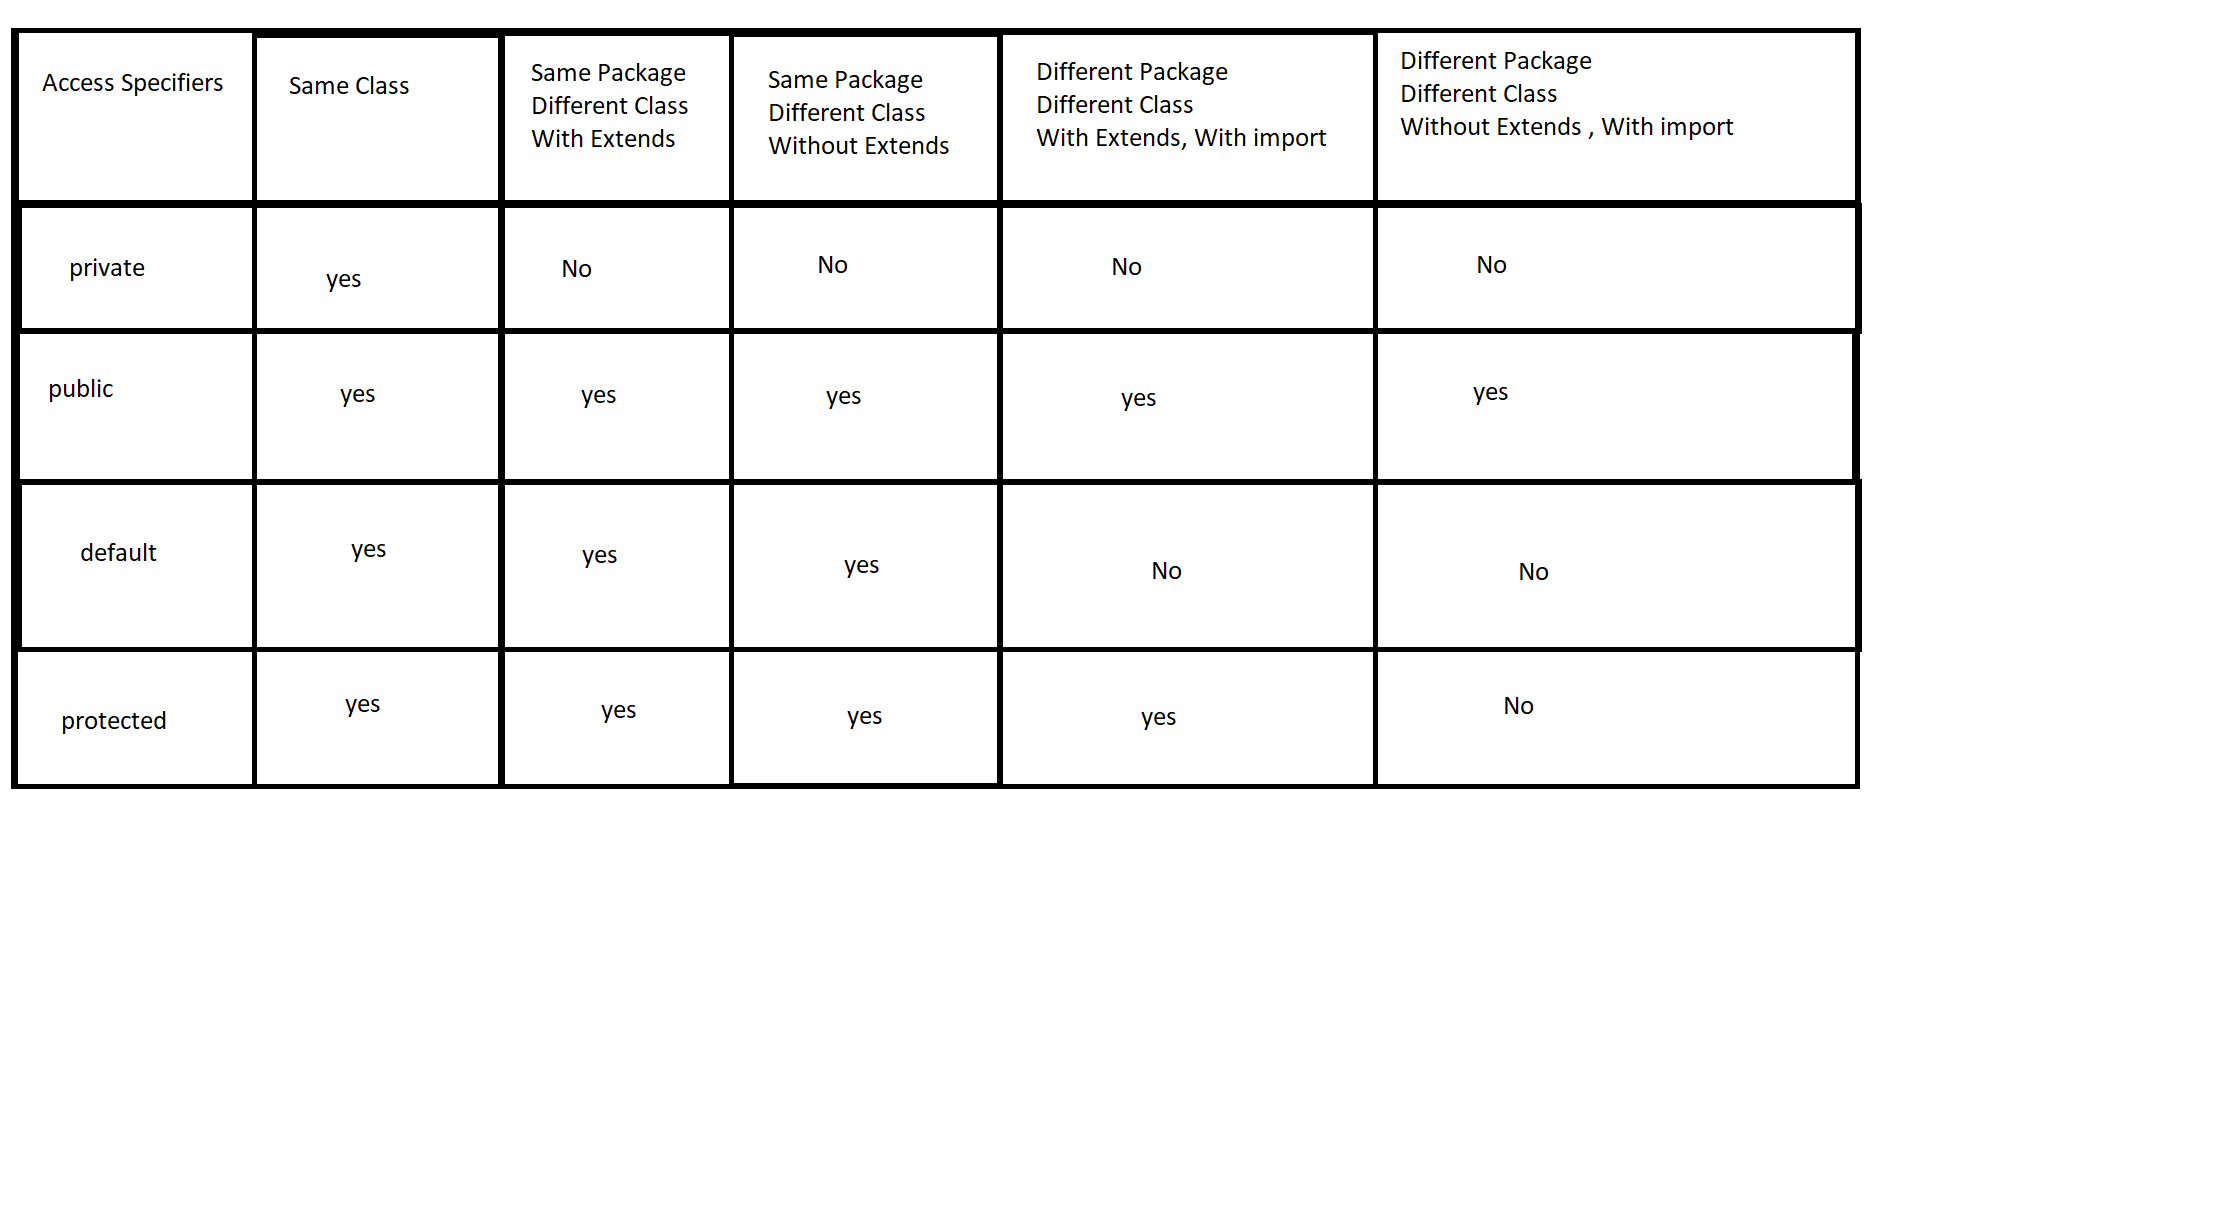 Access Specifiers
Same Class
Same Package
Different Class
With Extends
Same Package
Different Class
Without Extends
Different Package
Different Class
With Extends, With import
Different Package
Different Class
Without Extends , With import
private
yes
No
No
No
No
public
yes
yes
yes
yes
yes
default
yes
yes
yes
No
No
protected
yes
yes
yes
yes
No